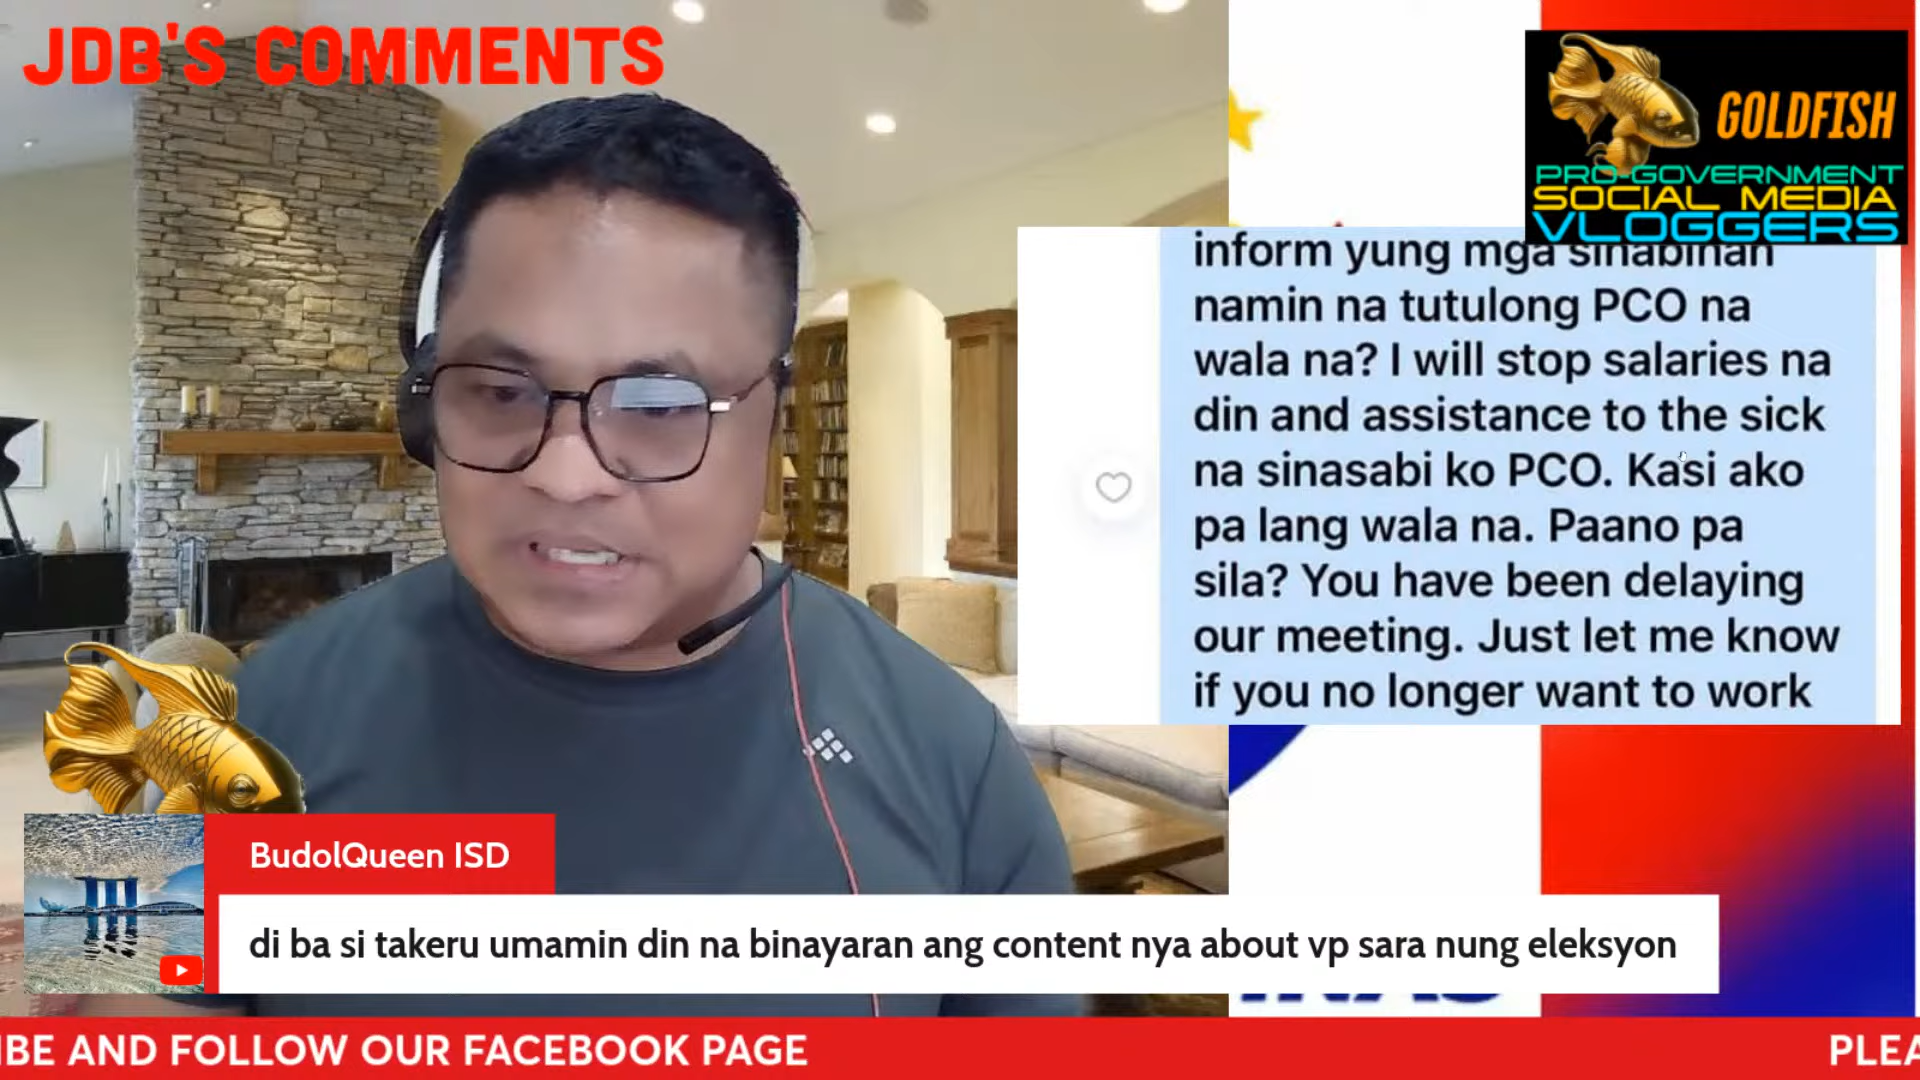 JDB'S COMMENTS
GOLDFISH
PRO-GOVERNMENT
SOCIAL MEDIA
VLOGGERS
inform yung mga sinabihan
namin na tutulong PCO na
wala na? I will stop salaries na
din and assistance to the sick
na sinasabi ko PCO. Kasi ako
pa lang wala na. Paano pa
sila? You have been delaying
our meeting. Just let me know
if you no longer want to work
BudolQueen ISD
di ba si takeru umamin din na binayaran ang content nya about vp sara nung eleksyon
IBE AND FOLLOW OUR FACEBOOK PAGE
PLEA